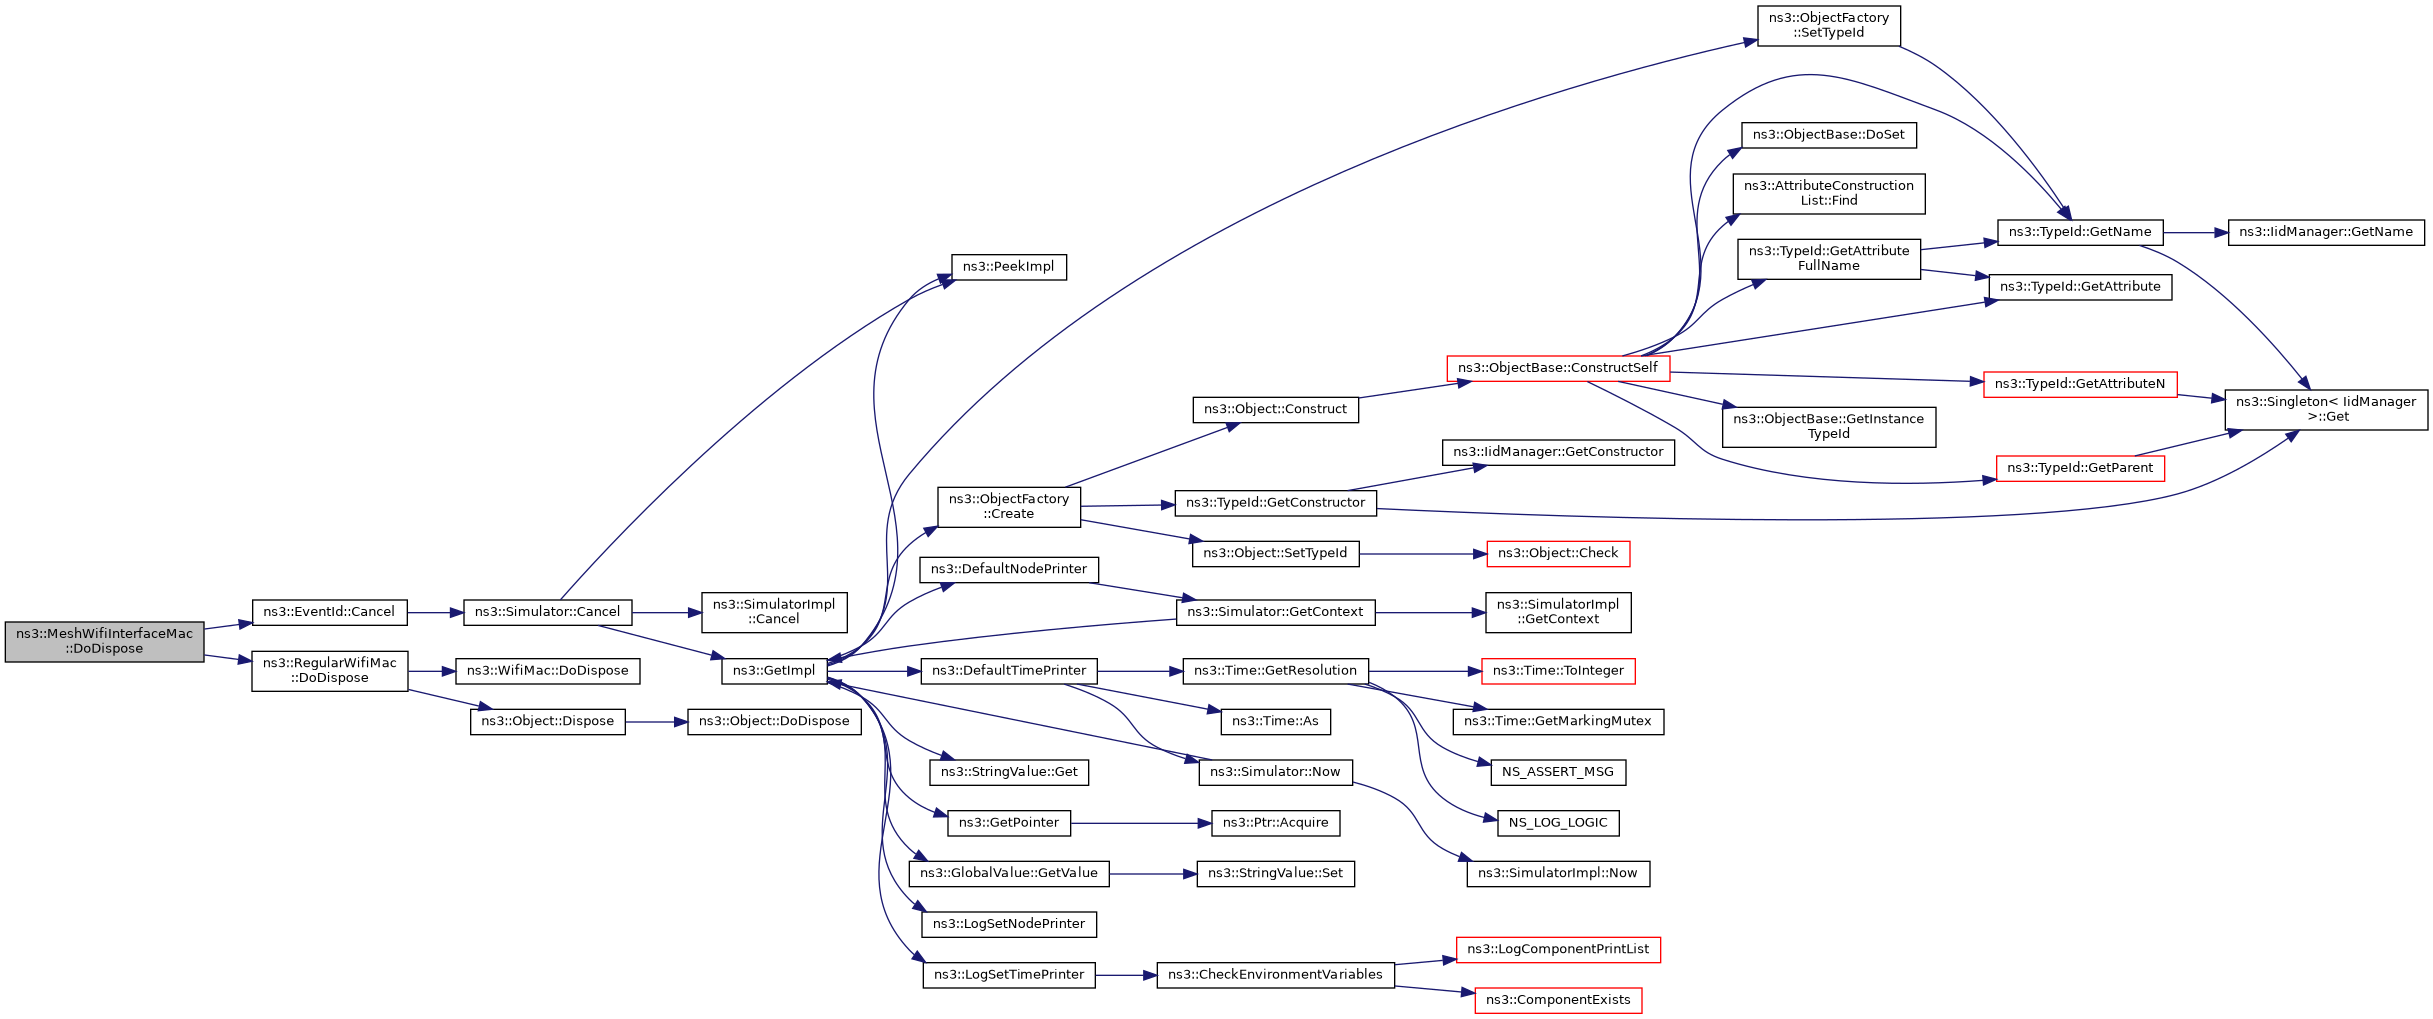 ns3::MeshWifiInterfaceMac
::DoDispose
ns3::EventId::Cancel
ns3::RegularWifiMac
::DoDispose
ns3::Simulator::Cancel
ns3::WifiMac::DoDispose
ns3::Object::Dispose
ns3::SimulatorImpl
::Cancel
ns3::GetImpl
ns3::Object::DoDispose
ns3::PeekImpl
ns3::ObjectFactory
::Create
ns3::DefaultNodePrinter
ns3::DefaultTimePrinter
ns3::StringValue::Get
ns3::GetPointer
ns3::GlobalValue::GetValue
ns3::LogSetNodePrinter
ns3::LogSetTimePrinter
ns3::Object::Construct
ns3::TypeId::GetConstructor
ns3::Object::SetTypeId
ns3::Simulator::GetContext
ns3::Time::GetResolution
ns3::Time::As
ns3::Simulator::Now
ns3::Ptr::Acquire
ns3::StringValue::Set
ns3::CheckEnvironmentVariables
ns3::ObjectBase::ConstructSelf
ns3::IidManager::GetConstructor
ns3::Object::Check
ns3::SimulatorImpl
::GetContext
ns3::Time::ToInteger
ns3::Time::GetMarkingMutex
NS_ASSERT_MSG
NS_LOG_LOGIC
ns3::SimulatorImpl::Now
ns3::LogComponentPrintList
ns3::ComponentExists
ns3::ObjectFactory
::SetTypeId
ns3::ObjectBase::DoSet
ns3::AttributeConstruction
List::Find
ns3::TypeId::GetAttribute
FullName
ns3::ObjectBase::GetInstance
TypeId
ns3::TypeId::GetName
ns3::TypeId::GetAttribute
ns3::TypeId::GetAttributeN
ns3::TypeId::GetParent
ns3::IidManager::GetName
ns3::Singleton< IidManager
>::Get